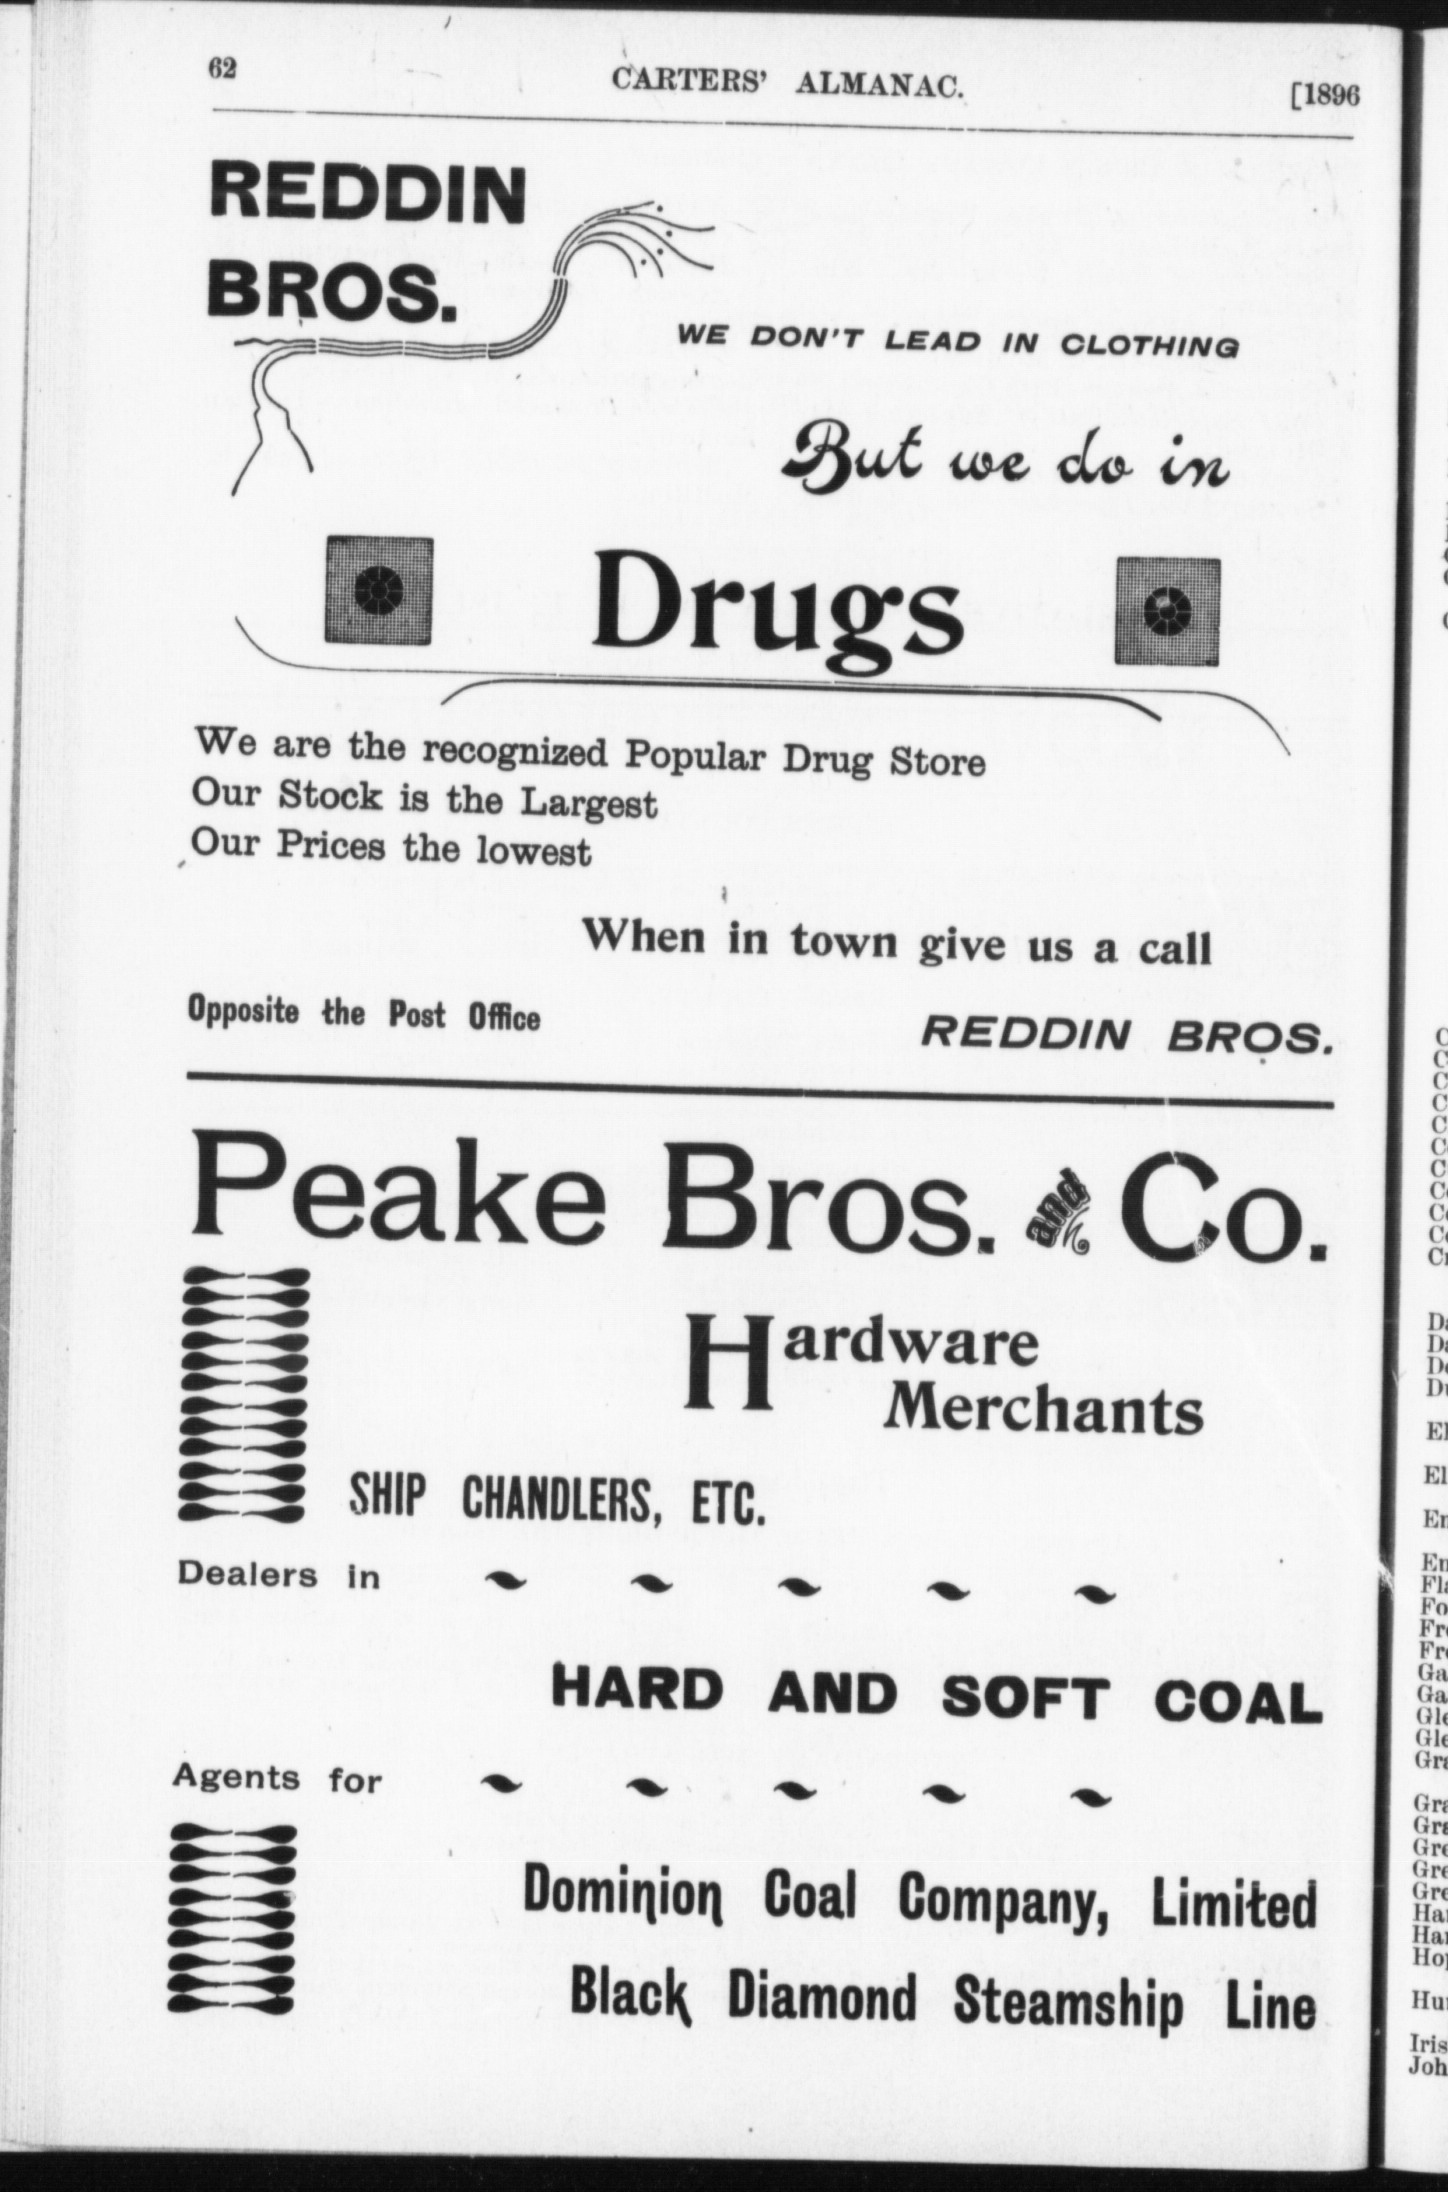 62 CARTERS' ALMANAC. [1896
REDDIN
BROS.
WE DON'T LEAD IN CLOTHING
But we do in
Drugs
We are the recognized Popular Drug Store
Our Stock is the Largest
Our Prices the lowest
When in town give us a call
Opposite the Post Office REDDIN BROS.
Peake Bros. and Co.
Hardware
Merchants
SHIP CHANDLERS, ETC.
Dealers in
HARD AND SOFT COAL
Agents for
Dominion Coal Company, Limited
Black Diamond Steamship Line